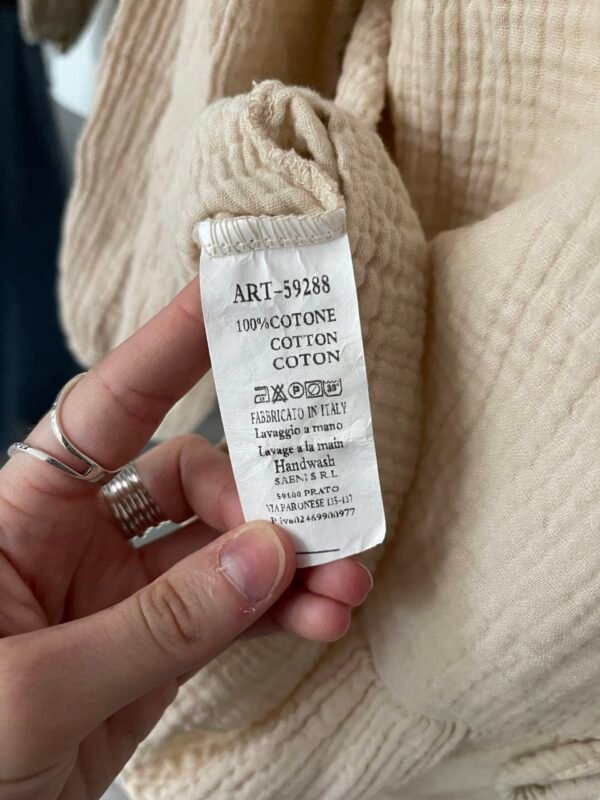 ART-59288
100%COTONE
COTTON
COTON
P 30°
FABBRICATO IN ITALY
Lavaggio a mano
Lavage a la main
Handwash
SAENI S R L
59100 PRATO
VIA PARONESE 135-137
P.iva02469900977